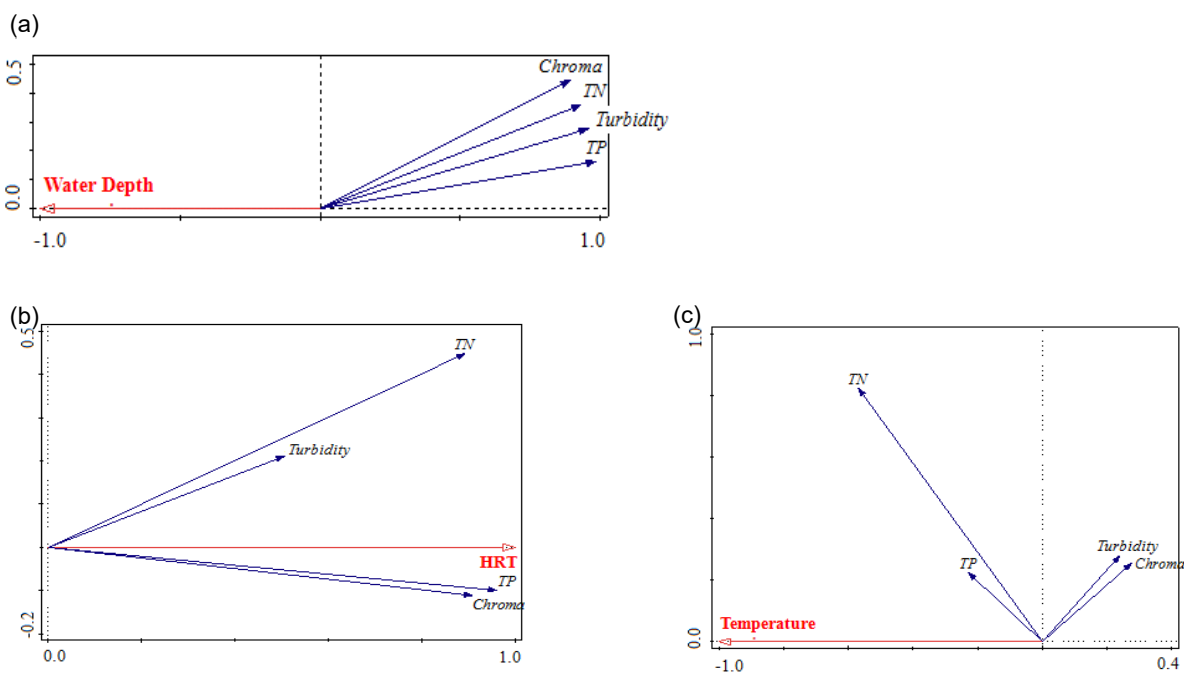 (a)
0.5
Chroma
TN
Turbidity
TP
Water Depth
0.0
-1.0
1.0
(b)
0.5
TN
Turbidity
HRT
TP
Chroma
-0.2
0.0
1.0
(c)
1.0
TN
TP
Turbidity
Chroma
Temperature
0.0
-1.0
0.4